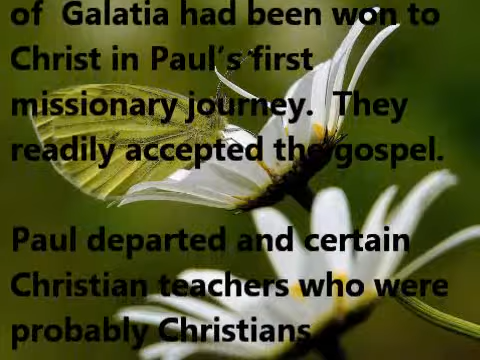 of  Galatia had been won to
Christ in Paul’s first
missionary journey.  They
readily accepted the gospel.
Paul departed and certain
Christian teachers who were
probably Christians